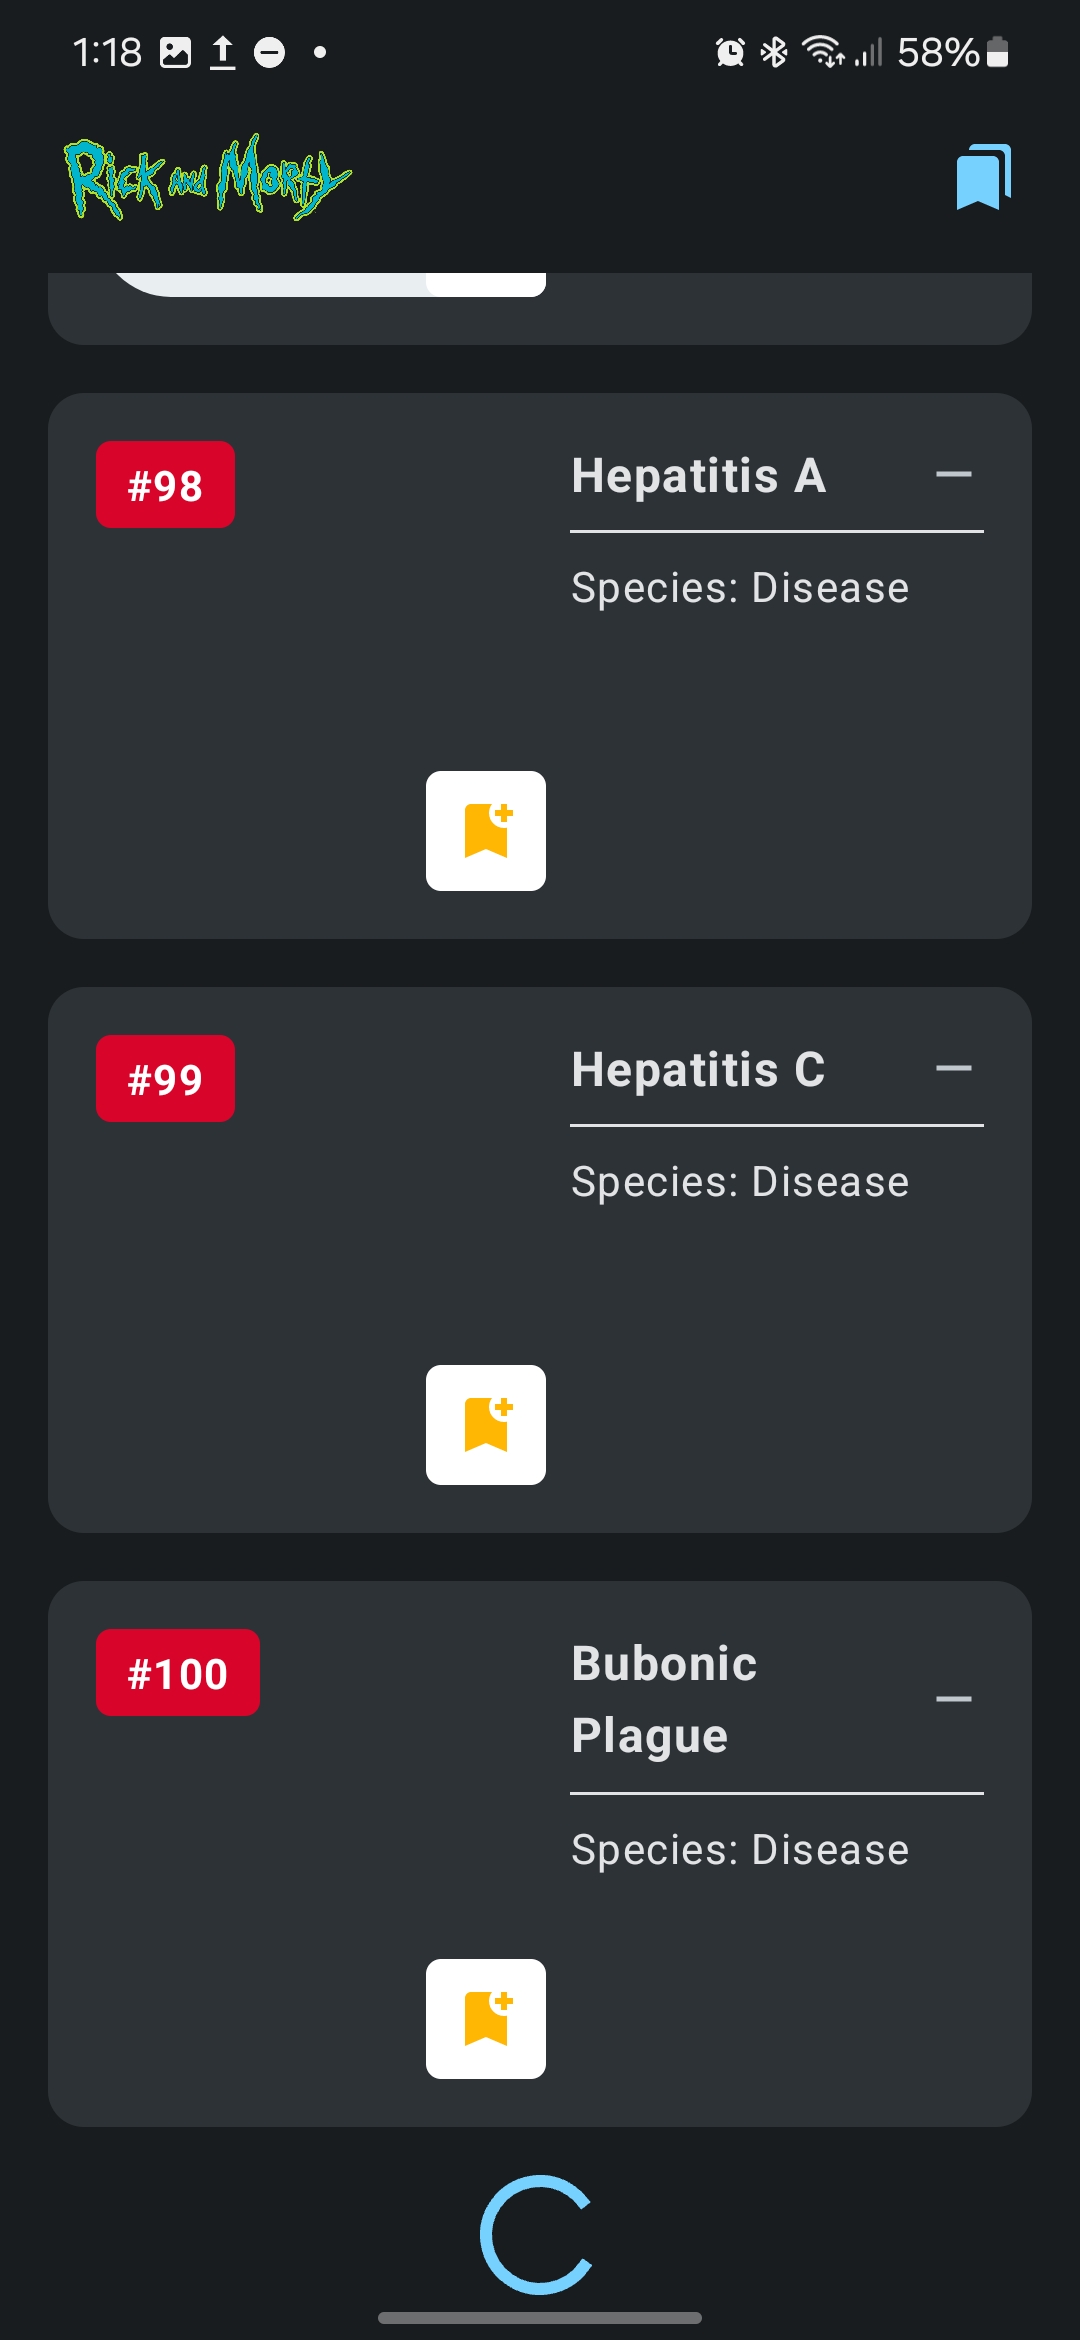 1:18 58%
Rick and Morty
#98
Hepatitis A
Species: Disease
#99
Hepatitis C
Species: Disease
#100
Bubonic
Plague
Species: Disease